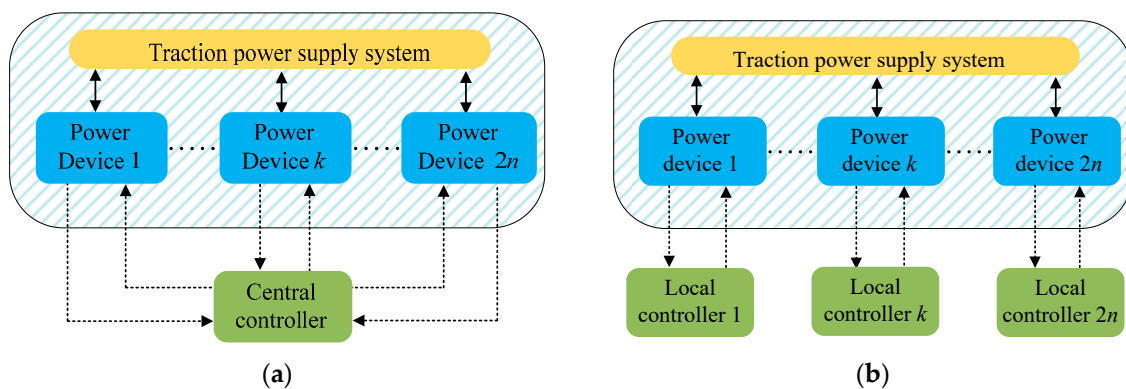 Traction power supply system
Power
Device 1
Power
Device k
Power
Device 2n
Central
controller
(a)
Traction power supply system
Power
device 1
Power
device k
Power
device 2n
Local
controller 1
Local
controller k
Local
controller 2n
(b)